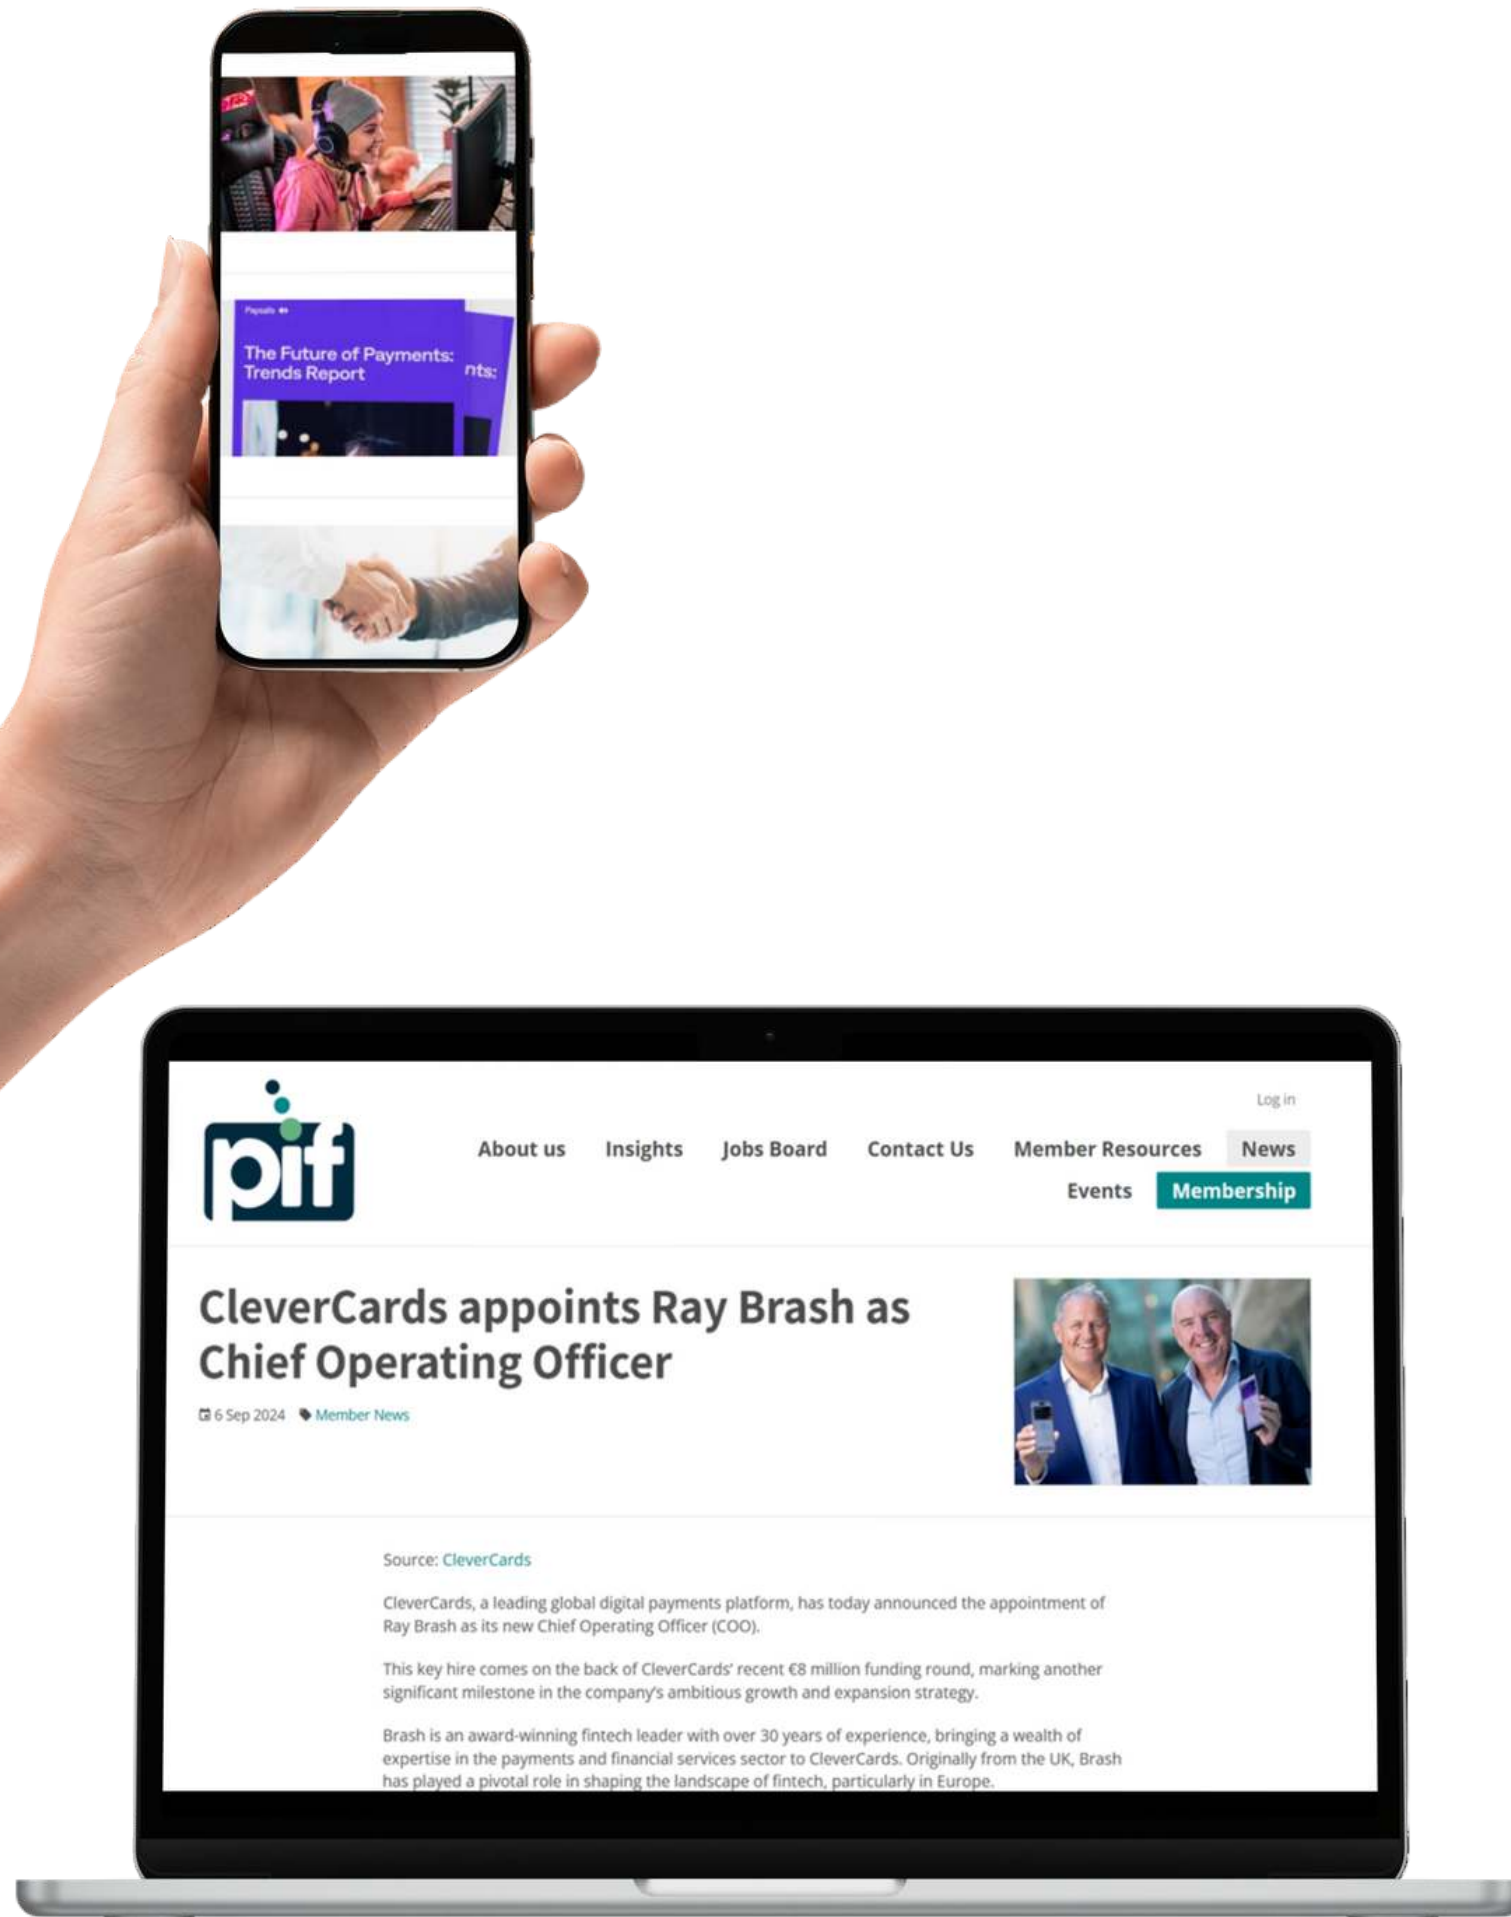 Paysafe
The Future of Payments:
Trends Report
nts:
pif
Log in
About us Insights Jobs Board Contact Us Member Resources News
Events Membership
CleverCards appoints Ray Brash as
Chief Operating Officer
6 Sep 2024 Member News
Source: CleverCards
CleverCards, a leading global digital payments platform, has today announced the appointment of
Ray Brash as its new Chief Operating Officer (COO).
This key hire comes on the back of CleverCards' recent €8 million funding round, marking another
significant milestone in the company's ambitious growth and expansion strategy.
Brash is an award-winning fintech leader with over 30 years of experience, bringing a wealth of
expertise in the payments and financial services sector to CleverCards. Originally from the UK, Brash
has played a pivotal role in shaping the landscape of fintech, particularly in Europe.